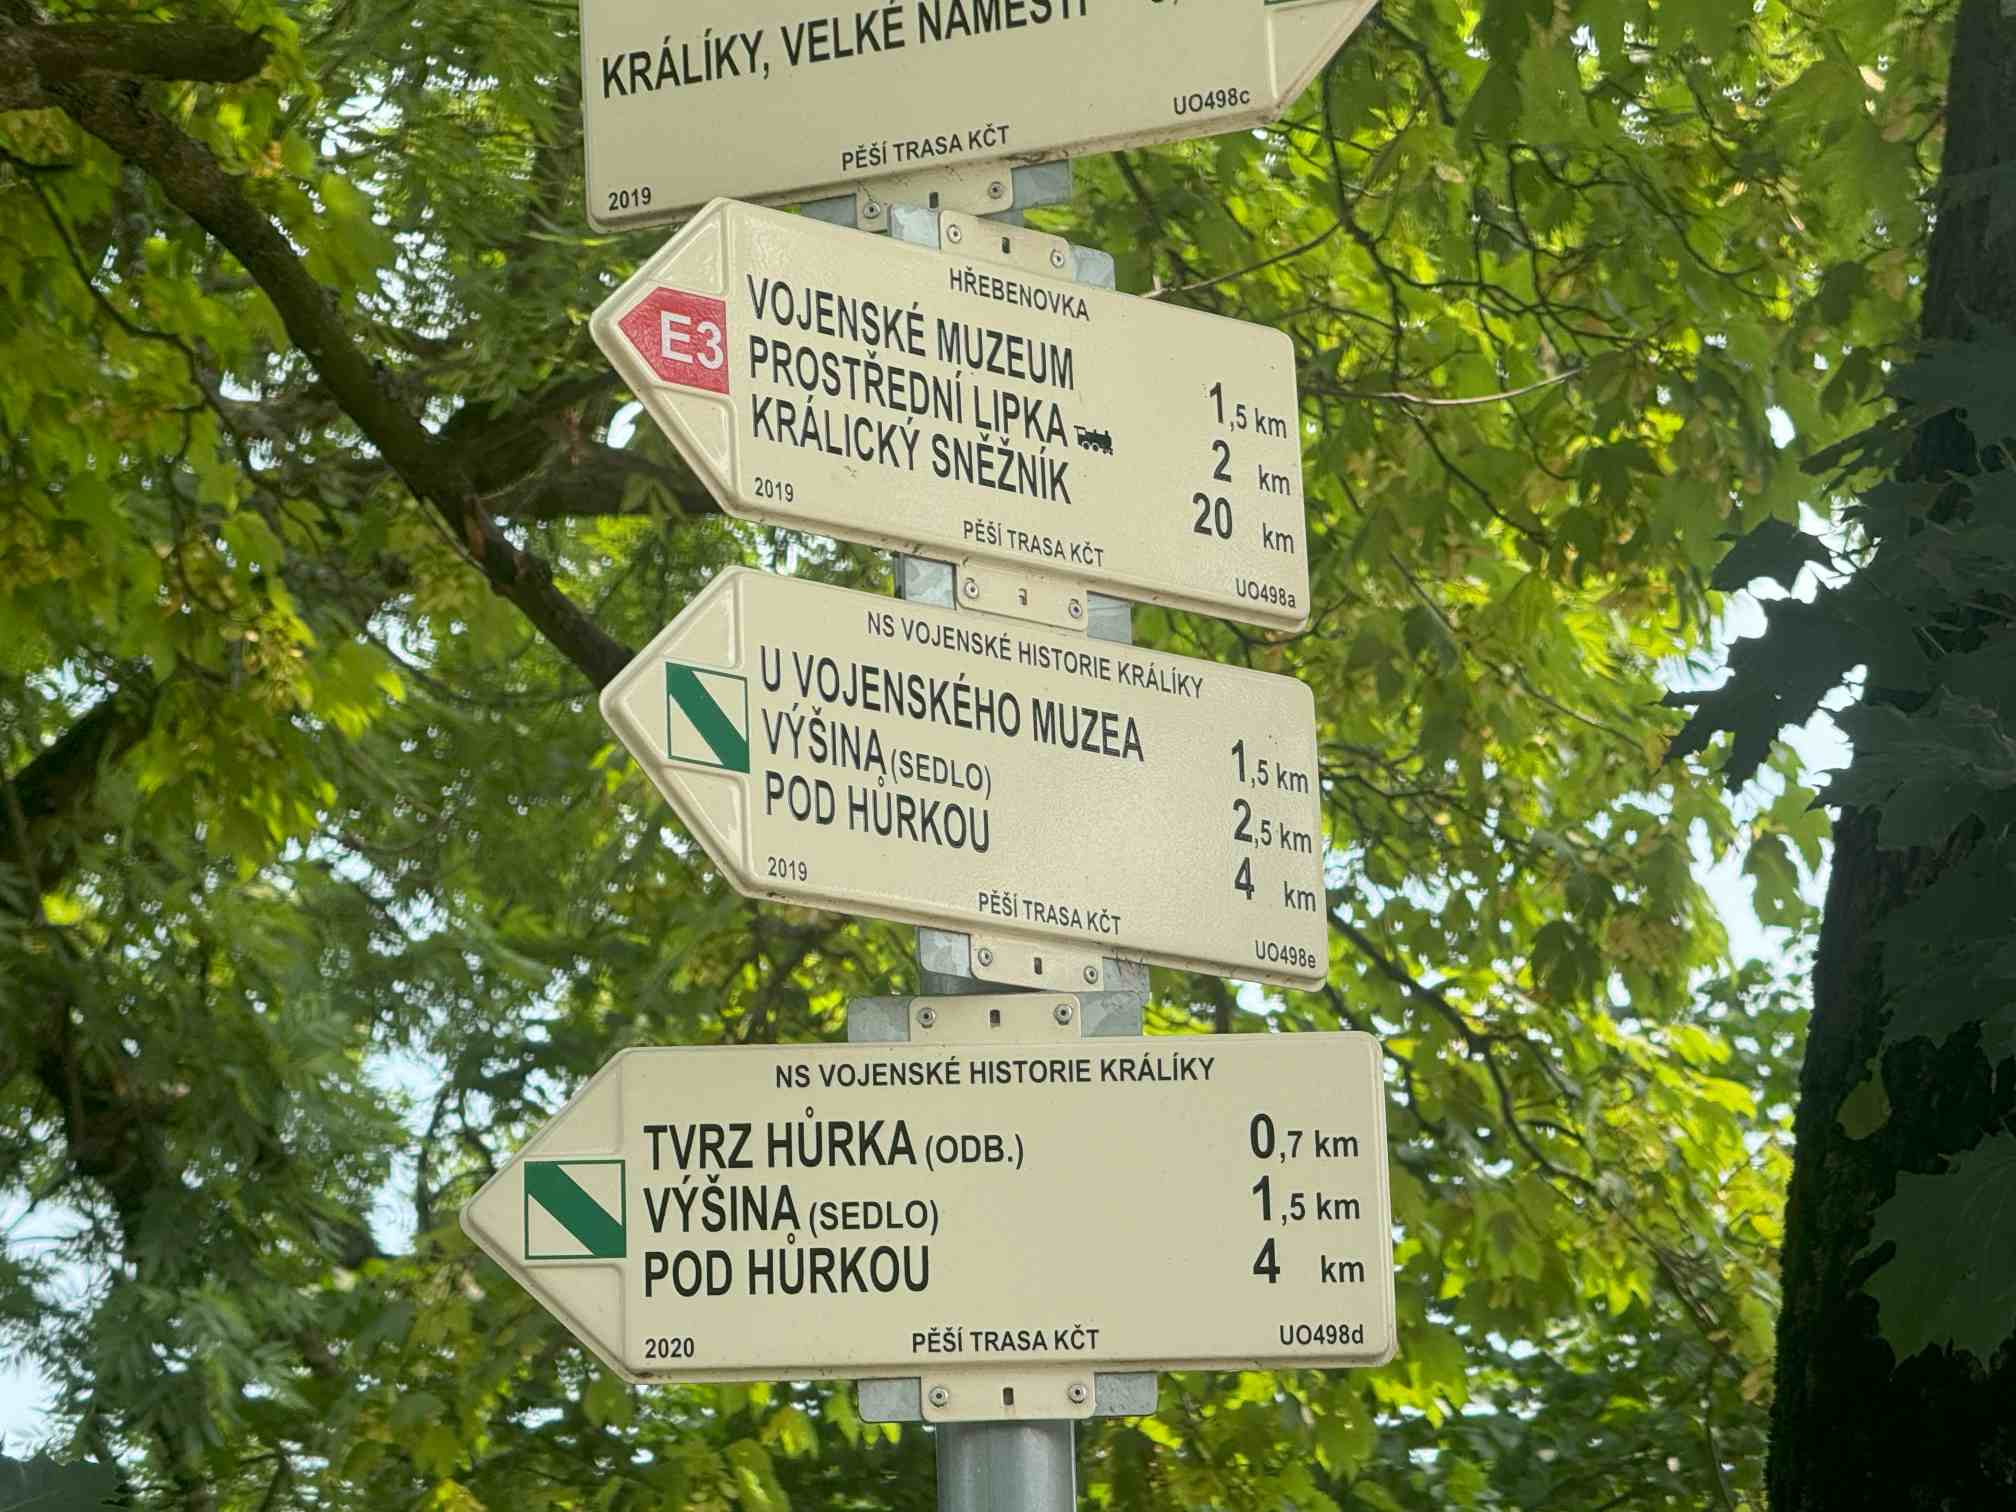 KRÁLÍKY, VELKÉ NÁMĚSTÍ
UO498c
PĚŠÍ TRASA KČT
2019
HŘEBENOVKA
E3
VOJENSKÉ MUZEUM 1,5 km
PROSTŘEDNÍ LIPKA 2 km
KRÁLICKÝ SNĚŽNÍK 20 km
2019 PĚŠÍ TRASA KČT UO498a
NS VOJENSKÉ HISTORIE KRÁLÍKY
U VOJENSKÉHO MUZEA 1,5 km
VÝŠINA (SEDLO) 2,5 km
POD HŮRKOU 4 km
2019 PĚŠÍ TRASA KČT UO498e
NS VOJENSKÉ HISTORIE KRÁLÍKY
TVRZ HŮRKA (ODB.) 0,7 km
VÝŠINA (SEDLO) 1,5 km
POD HŮRKOU 4 km
2020 PĚŠÍ TRASA KČT UO498d